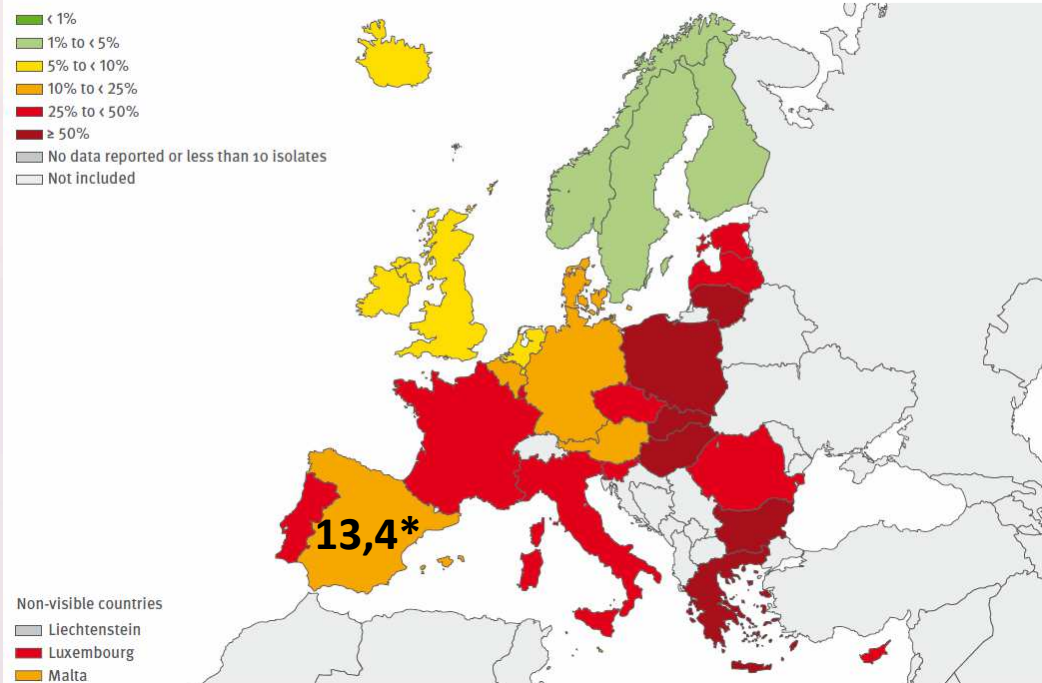 < 1%
1% to < 5%
5% to < 10%
10% to < 25%
25% to < 50%
≥ 50%
No data reported or less than 10 isolates
Not included
13,4*
Non-visible countries
Liechtenstein
Luxembourg
Malta